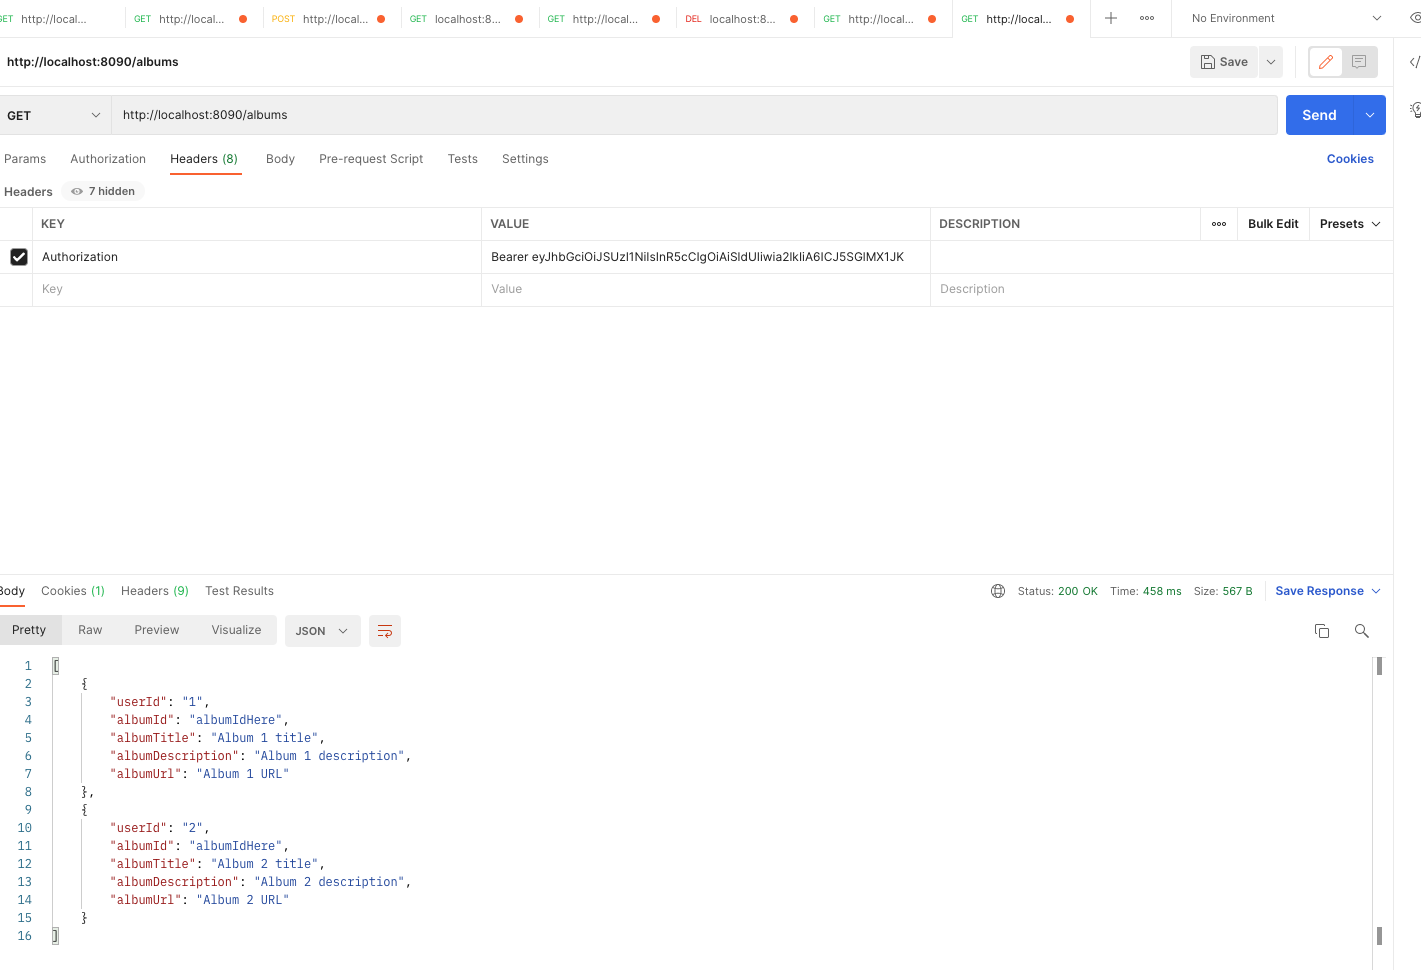 GET http://local... GET http://local... POST http://local... GET localhost:8... GET http://local... DEL localhost:8... GET http://local... GET http://local... No Environment
http://localhost:8090/albums Save
GET http://localhost:8090/albums Send
Params Authorization Headers (8) Body Pre-request Script Tests Settings Cookies
Headers 7 hidden
KEY VALUE DESCRIPTION Bulk Edit Presets
Authorization Bearer
Key Value Description
Body Cookies (1) Headers (9) Test Results Status: 200 OK Time: 458 ms Size: 567 B Save Response
Pretty Raw Preview Visualize JSON
1 [
2 {
3 "userId": "1",
4 "albumId": "albumIdHere",
5 "albumTitle": "Album 1 title",
6 "albumDescription": "Album 1 description",
7 "albumUrl": "Album 1 URL"
8 },
9 {
10 "userId": "2",
11 "albumId": "albumIdHere",
12 "albumTitle": "Album 2 title",
13 "albumDescription": "Album 2 description",
14 "albumUrl": "Album 2 URL"
15 }
16 ]